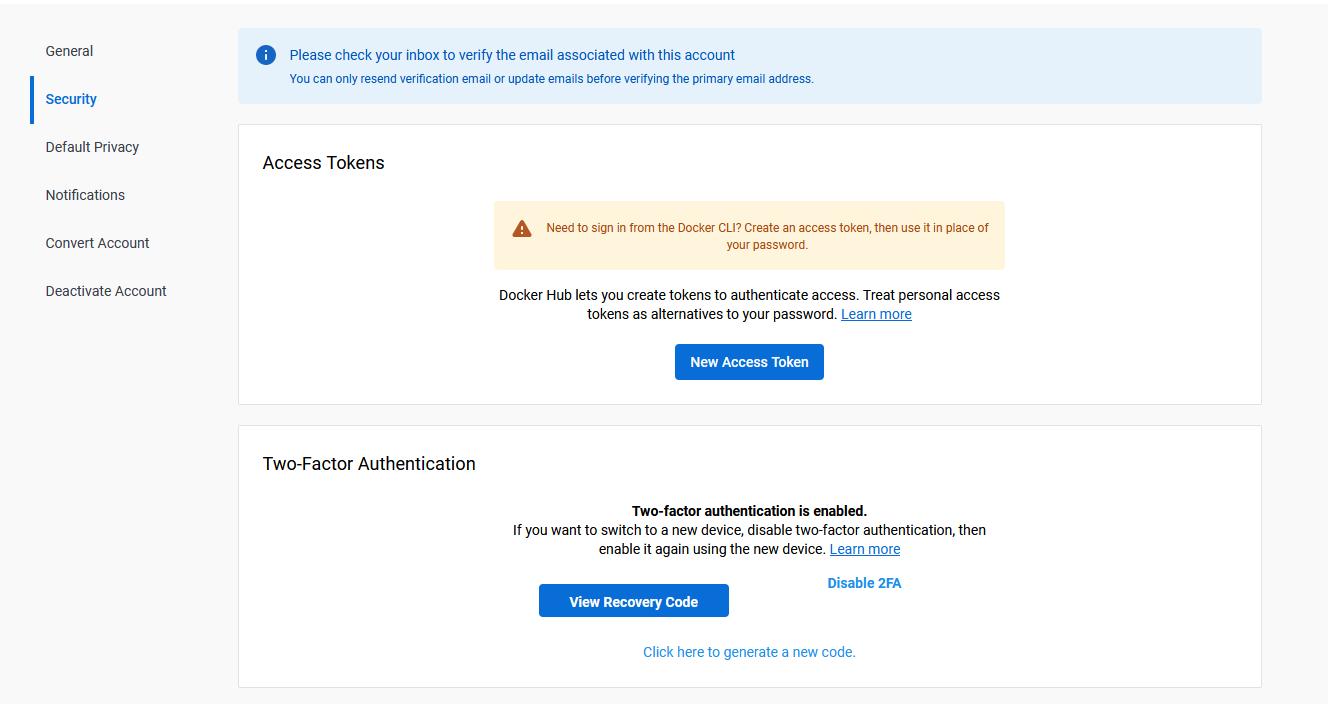 General
Security
Default Privacy
Notifications
Convert Account
Deactivate Account
Please check your inbox to verify the email associated with this account
You can only resend verification email or update emails before verifying the primary email address.
Access Tokens
Need to sign in from the Docker CLI? Create an access token, then use it in place of
your password.
Docker Hub lets you create tokens to authenticate access. Treat personal access
tokens as alternatives to your password. Learn more
New Access Token
Two-Factor Authentication
Two-factor authentication is enabled.
If you want to switch to a new device, disable two-factor authentication, then
enable it again using the new device. Learn more
View Recovery Code
Disable 2FA
Click here to generate a new code.